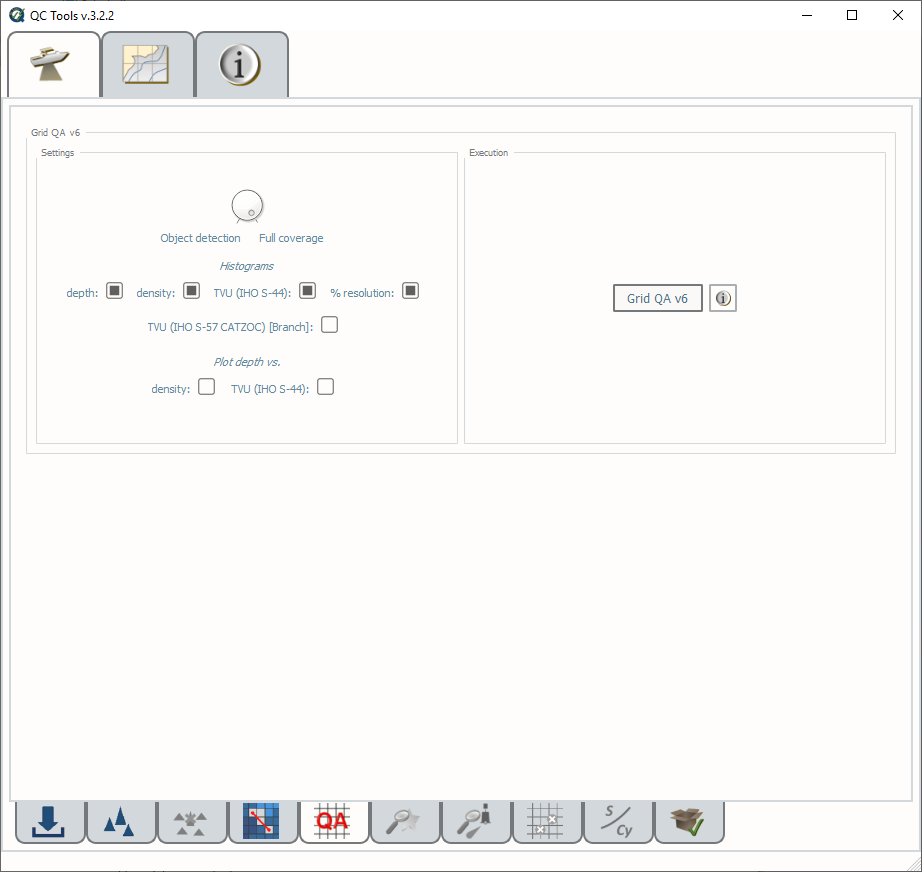 QC Tools v.3.2.2
i
Grid QA v6
Settings
Execution
Object detection Full coverage
Histograms
depth: density: TVU (IHO S-44): % resolution:
Grid QA v6 i
TVU (IHO S-57 CATZOC) [Branch]:
Plot depth vs.
density: TVU (IHO S-44):
QA S/Cy